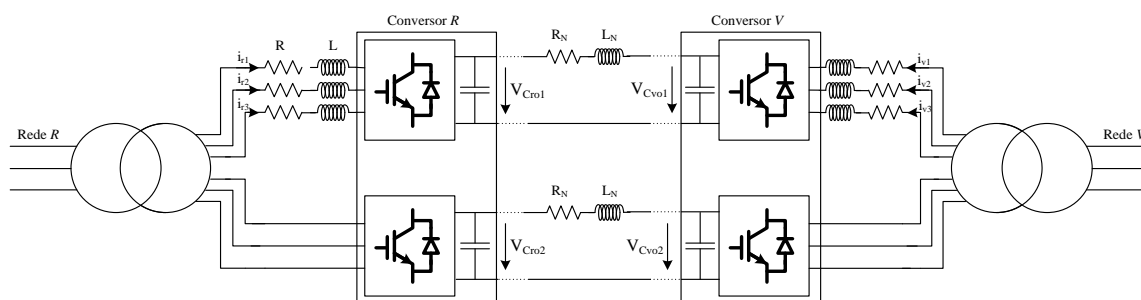 Conversor R
Conversor V
R L
R_N L_N
i_r1
i_r2
i_r3
i_v1
i_v2
i_v3
V_Cro1
V_Cvo1
Rede R
Rede V
R_N L_N
V_Cro2
V_Cvo2